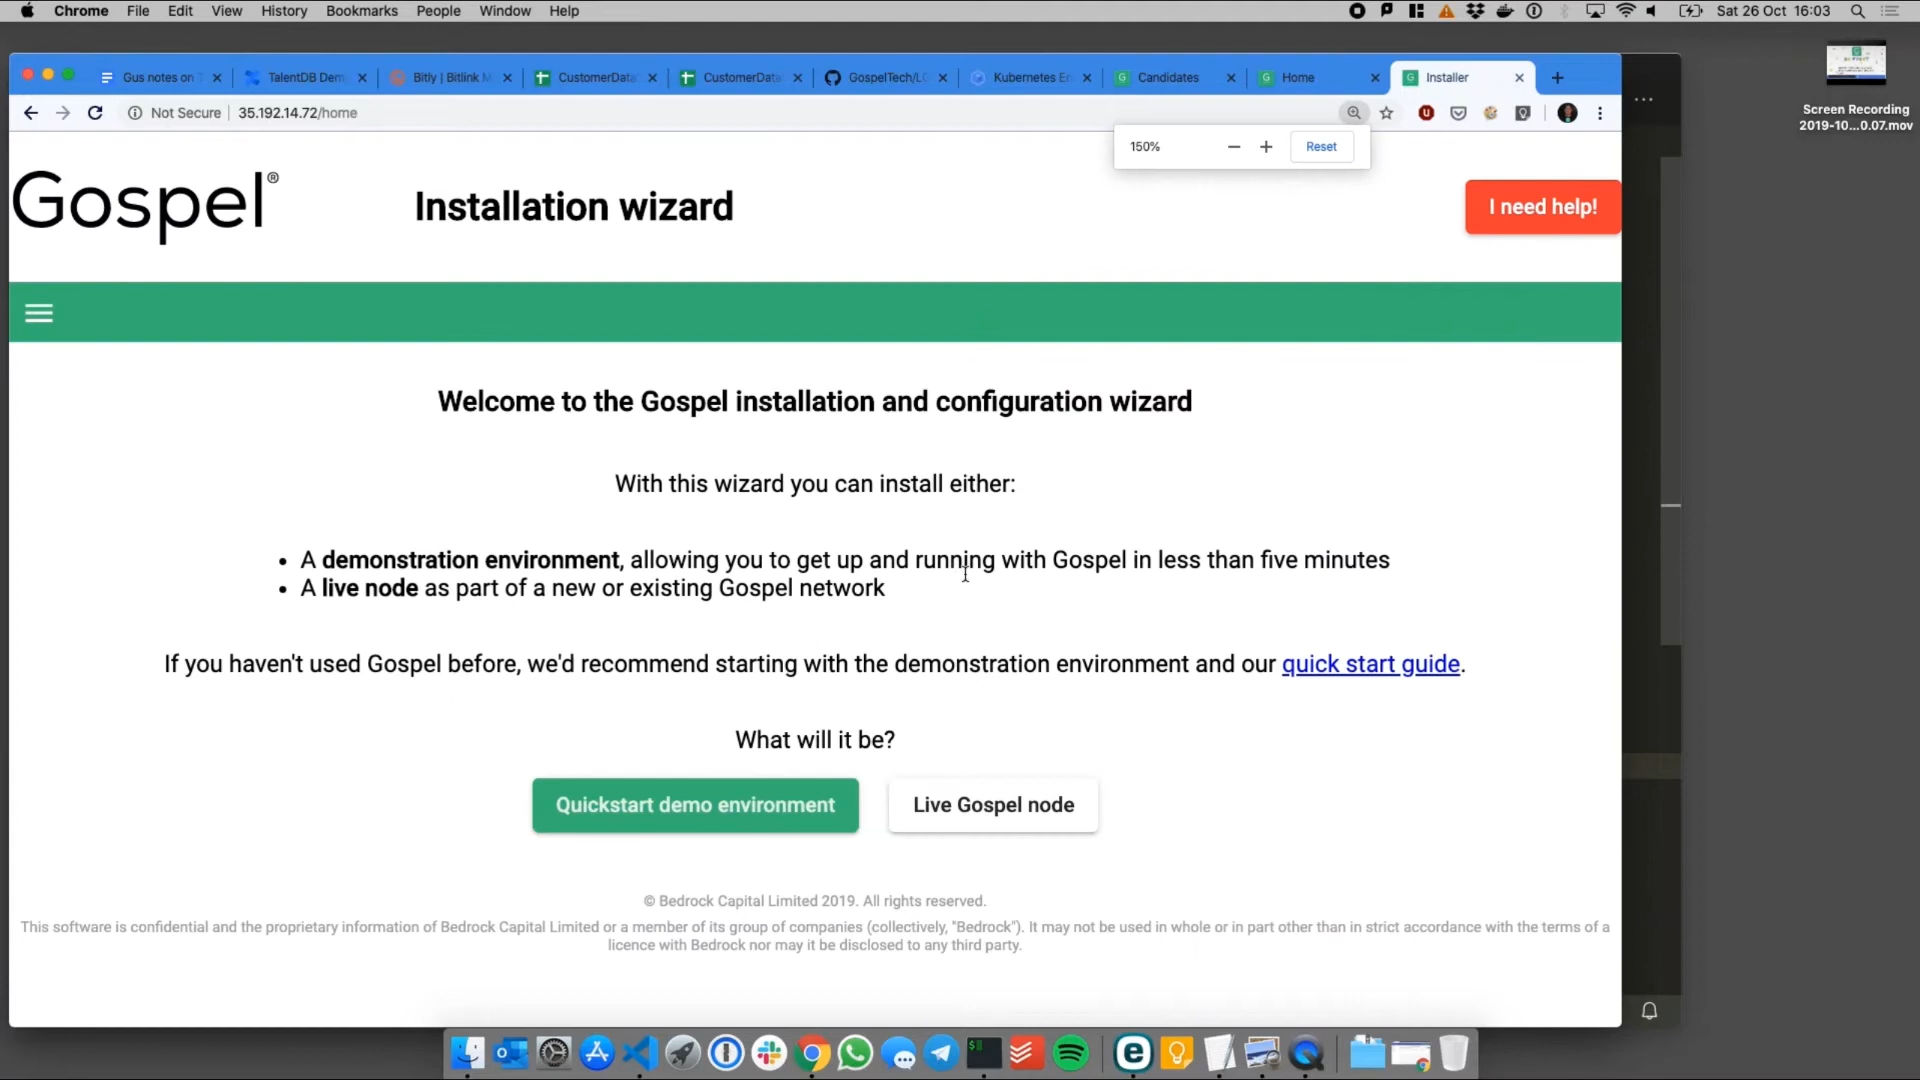 Chrome File Edit View History Bookmarks People Window Help Sat 26 Oct 16:03
Gus notes on T TalentDB Dem Bitly | Bitlink M CustomerData CustomerData GospelTech/LG Kubernetes En Candidates Home Installer
Not Secure 35.192.14.72/home
150% − + Reset
Screen Recording
2019-10...0.07.mov
Gospel® Installation wizard I need help!
Welcome to the Gospel installation and configuration wizard
With this wizard you can install either:
• A demonstration environment, allowing you to get up and running with Gospel in less than five minutes
• A live node as part of a new or existing Gospel network
If you haven't used Gospel before, we'd recommend starting with the demonstration environment and our quick start guide.
What will it be?
Quickstart demo environment Live Gospel node
© Bedrock Capital Limited 2019. All rights reserved.
This software is confidential and the proprietary information of Bedrock Capital Limited or a member of its group of companies (collectively, "Bedrock"). It may not be used in whole or in part other than in strict accordance with the terms of a
licence with Bedrock nor may it be disclosed to any third party.